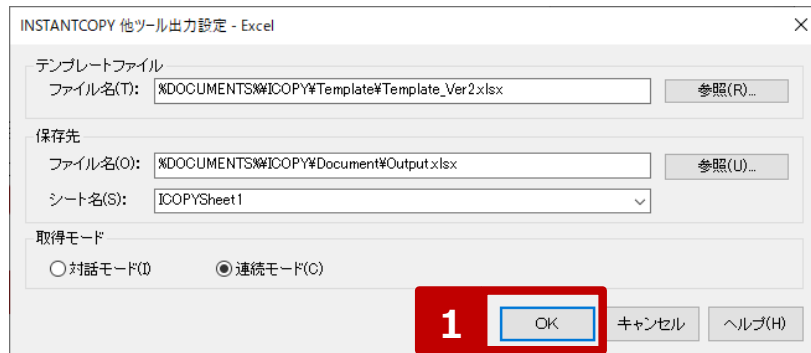 INSTANTCOPY 他ツール出力設定 - Excel
テンプレートファイル
ファイル名(T): %DOCUMENTS%¥ICOPY¥Template¥Template_Ver2.xlsx 参照(R)...
保存先
ファイル名(O): %DOCUMENTS%¥ICOPY¥Document¥Output.xlsx 参照(U)...
シート名(S): ICOPYSheet1
取得モード
対話モード(I) 連続モード(C)
1 OK キャンセル ヘルプ(H)